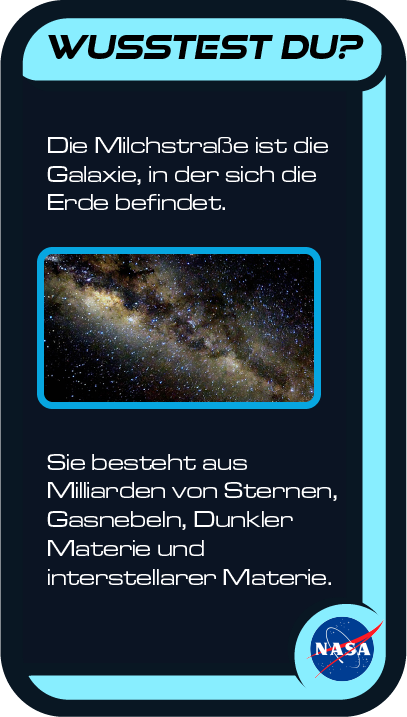 WUSSTEST DU?
Die Milchstraße ist die
Galaxie, in der sich die
Erde befindet.
Sie besteht aus
Milliarden von Sternen,
Gasnebeln, Dunkler
Materie und
interstellarer Materie.
NASA